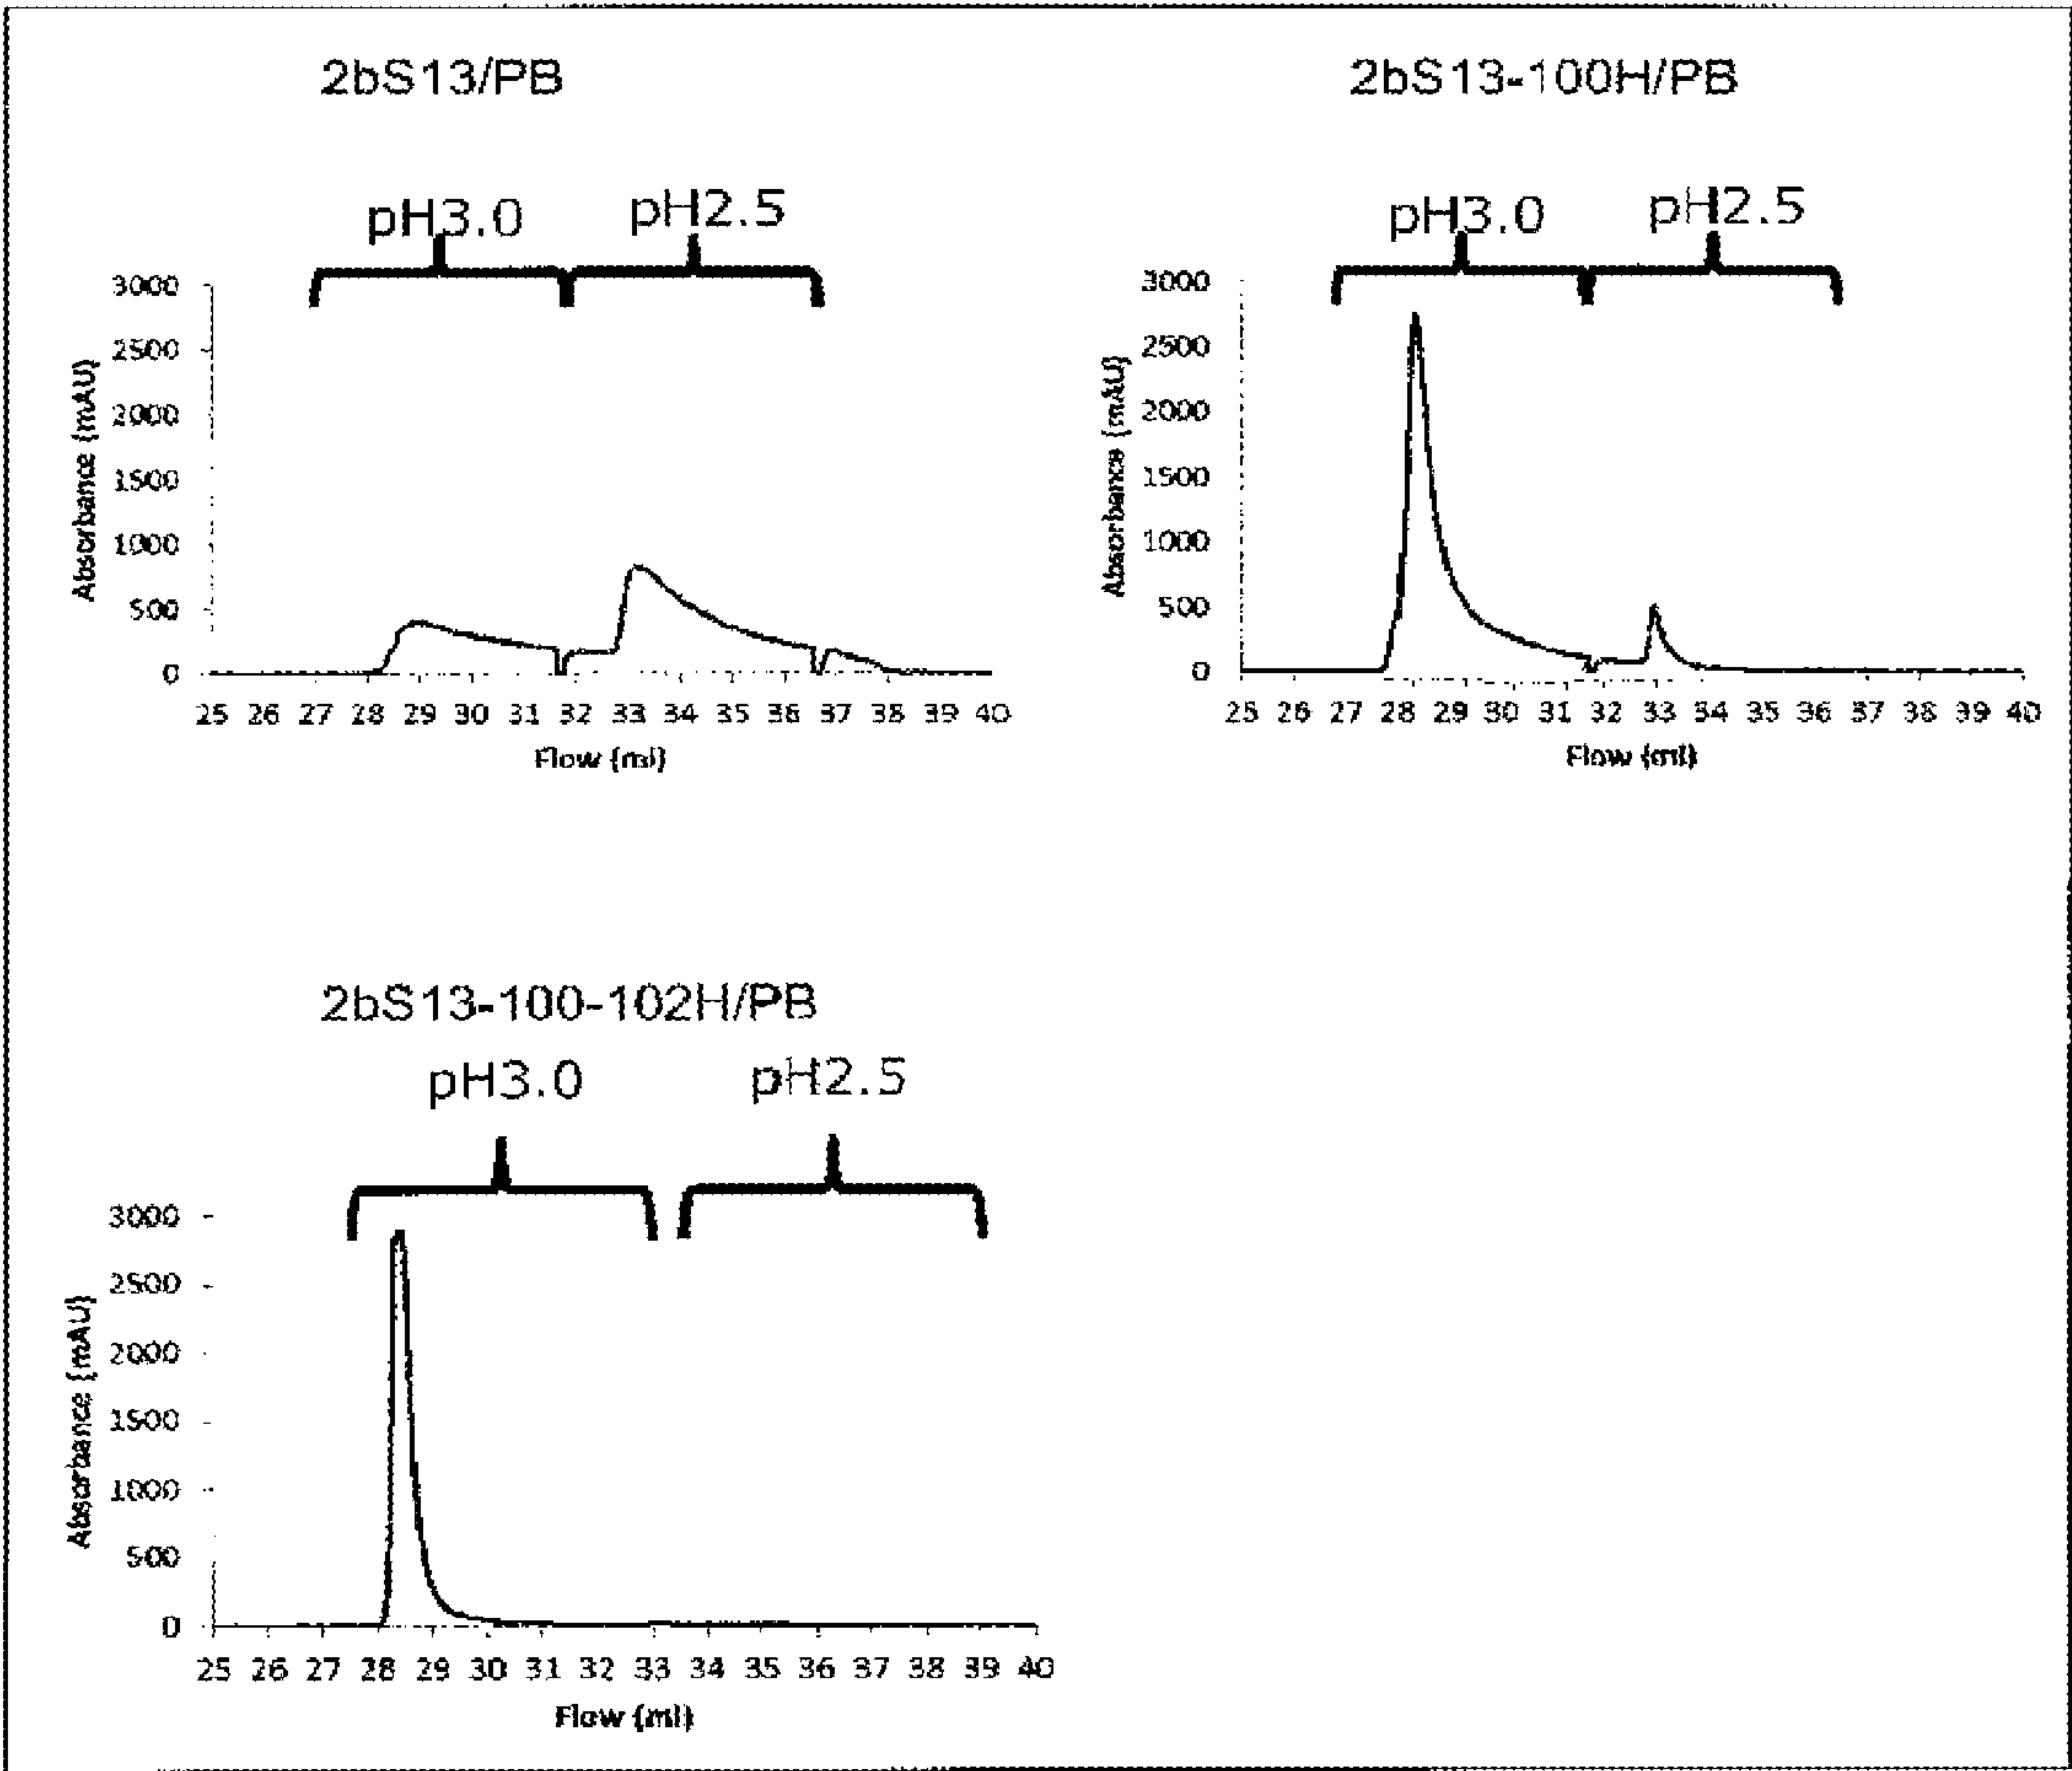 2bS13/PB
pH3.0 pH2.5
3000
2500
2000
1500
1000
500
0
Absorbance (mAU)
25 26 27 28 29 30 31 32 33 34 35 36 37 38 39 40
Flow (ml)
2bS13-100H/PB
pH3.0 pH2.5
3000
2500
2000
1500
1000
500
0
Absorbance (mAU)
25 26 27 28 29 30 31 32 33 34 35 36 37 38 39 40
Flow (ml)
2bS13-100-102H/PB
pH3.0 pH2.5
3000
2500
2000
1500
1000
500
0
Absorbance (mAU)
25 26 27 28 29 30 31 32 33 34 35 36 37 38 39 40
Flow (ml)